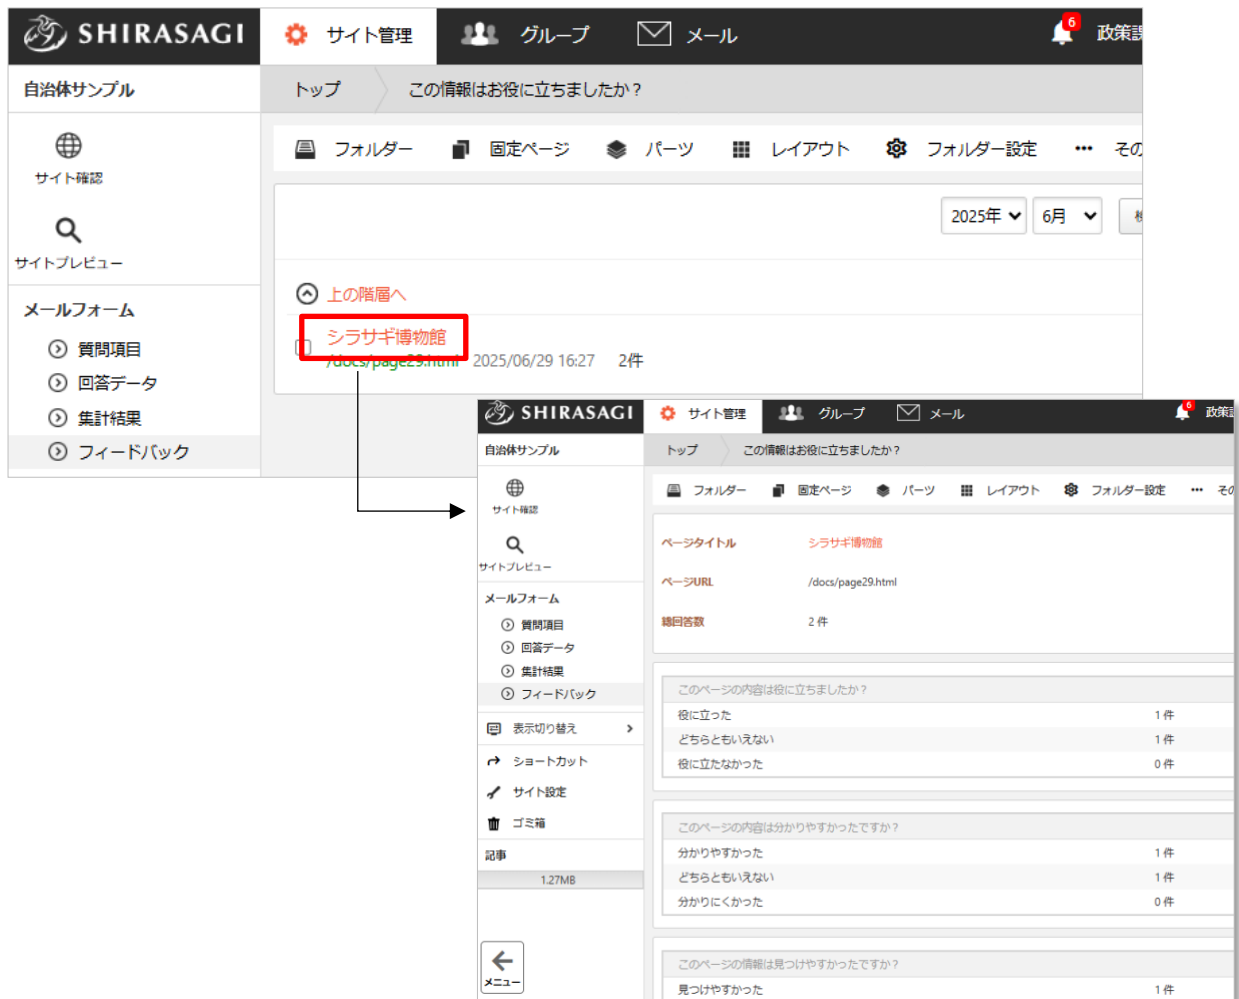 SHIRASAGI サイト管理 グループ メール 6 政策課
自治体サンプル トップ この情報はお役に立ちましたか？
フォルダー 固定ページ パーツ レイアウト フォルダー設定 ••• その
サイト確認
2025年 6月
サイトプレビュー
上の階層へ
メールフォーム
シラサギ博物館
質問項目
/docs/page29.html 2025/06/29 16:27 2件
回答データ
集計結果
フィードバック
SHIRASAGI サイト管理 グループ メール 6 政策
自治体サンプル トップ この情報はお役に立ちましたか？
フォルダー 固定ページ パーツ レイアウト フォルダー設定 ••• その
サイト確認
サイトプレビュー
メールフォーム
質問項目
回答データ
集計結果
フィードバック
表示切り替え
ショートカット
サイト設定
ゴミ箱
記事
1.27MB
メニュー
ページタイトル シラサギ博物館
ページURL /docs/page29.html
総回答数 2 件
このページの内容は役に立ちましたか？
役に立った 1 件
どちらともいえない 1 件
役に立たなかった 0 件
このページの内容は分かりやすかったですか？
分かりやすかった 1 件
どちらともいえない 1 件
分かりにくかった 0 件
このページの情報は見つけやすかったですか？
見つけやすかった 1 件